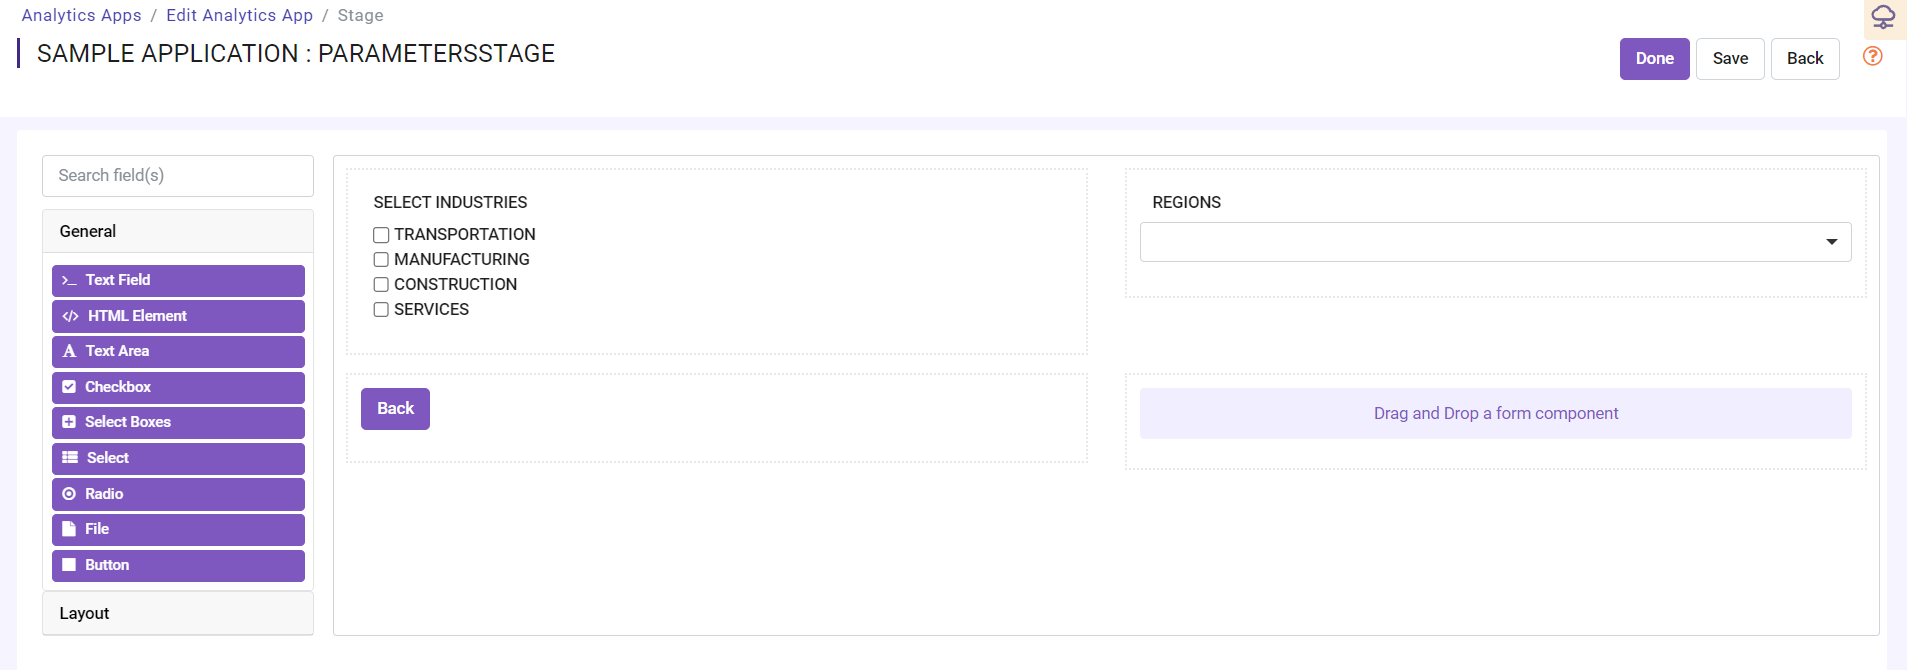 Analytics Apps / Edit Analytics App / Stage
SAMPLE APPLICATION : PARAMETERSSTAGE
Done
Save
Back
?
Search field(s)
General
Text Field
HTML Element
Text Area
Checkbox
Select Boxes
Select
Radio
File
Button
Layout
SELECT INDUSTRIES
TRANSPORTATION
MANUFACTURING
CONSTRUCTION
SERVICES
REGIONS
Back
Drag and Drop a form component